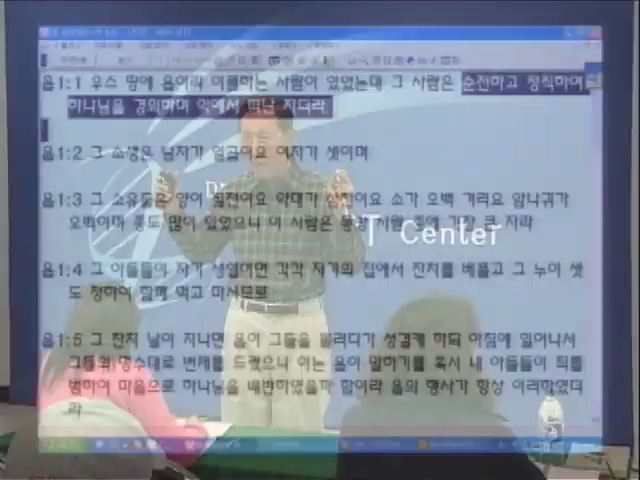 욥1:1 우스 땅에 욥이라 이름하는 사람이 있었는데 그 사람은 순전하고 정직하여
하나님을 경외하며 악에서 떠난 자더라
욥1:2 그 소생은 남자가 일곱이요 여자가 셋이며
욥1:3 그 소유물은 양이 칠천이요 약대가 삼천이요 소가 오백 겨리요 암나귀가
오백이며 종도 많이 있었으니 이 사람은 동방 사람 중에 가장 큰 자라
T Center
욥1:4 그 아들들이 자기 생일이면 각각 자기의 집에서 잔치를 베풀고 그 누이 셋
도 청하여 함께 먹고 마시므로
욥1:5 그 잔치 날이 지나면 욥이 그들을 불러다가 성결케 하되 아침에 일어나서
그들의 명수대로 번제를 드렸으니 이는 욥이 말하기를 혹시 내 아들들이 죄를
범하여 마음으로 하나님을 배반하였을까 함이라 욥의 행사가 항상 이러하였더
라